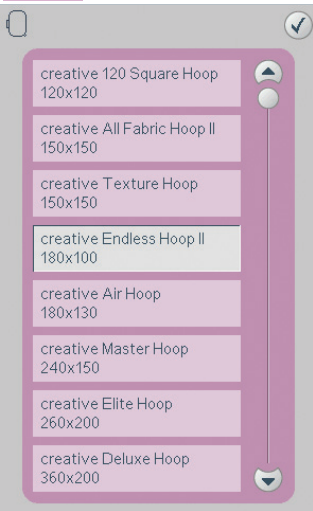 creative 120 Square Hoop
120x120
creative All Fabric Hoop II
150x150
creative Texture Hoop
150x150
creative Endless Hoop II
180x100
creative Air Hoop
180x130
creative Master Hoop
240x150
creative Elite Hoop
260x200
creative Deluxe Hoop
360x200